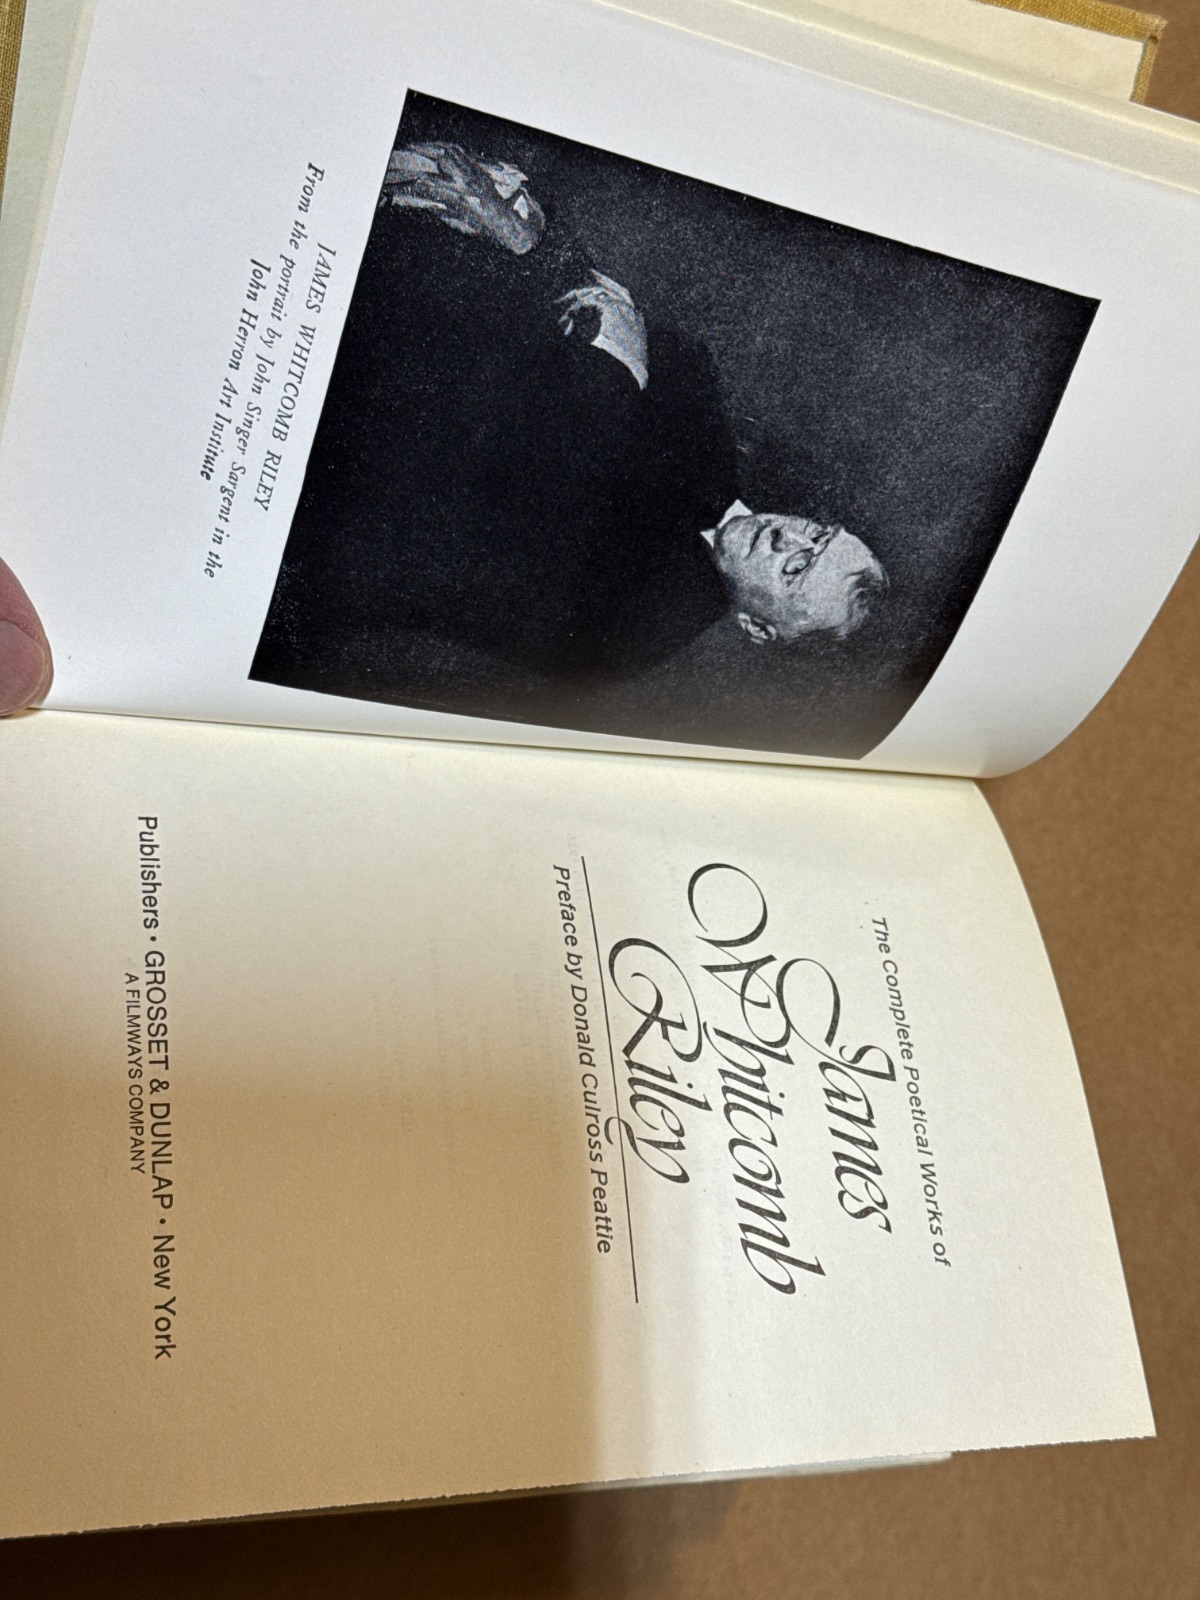 JAMES WHITCOMB RILEY
From the portrait by John Singer Sargent in the
John Herron Art Institute
The Complete Poetical Works of
James
Whitcomb
Riley
Preface by Donald Culross Peattie
Publishers • GROSSET & DUNLAP • New York
A FILMWAYS COMPANY